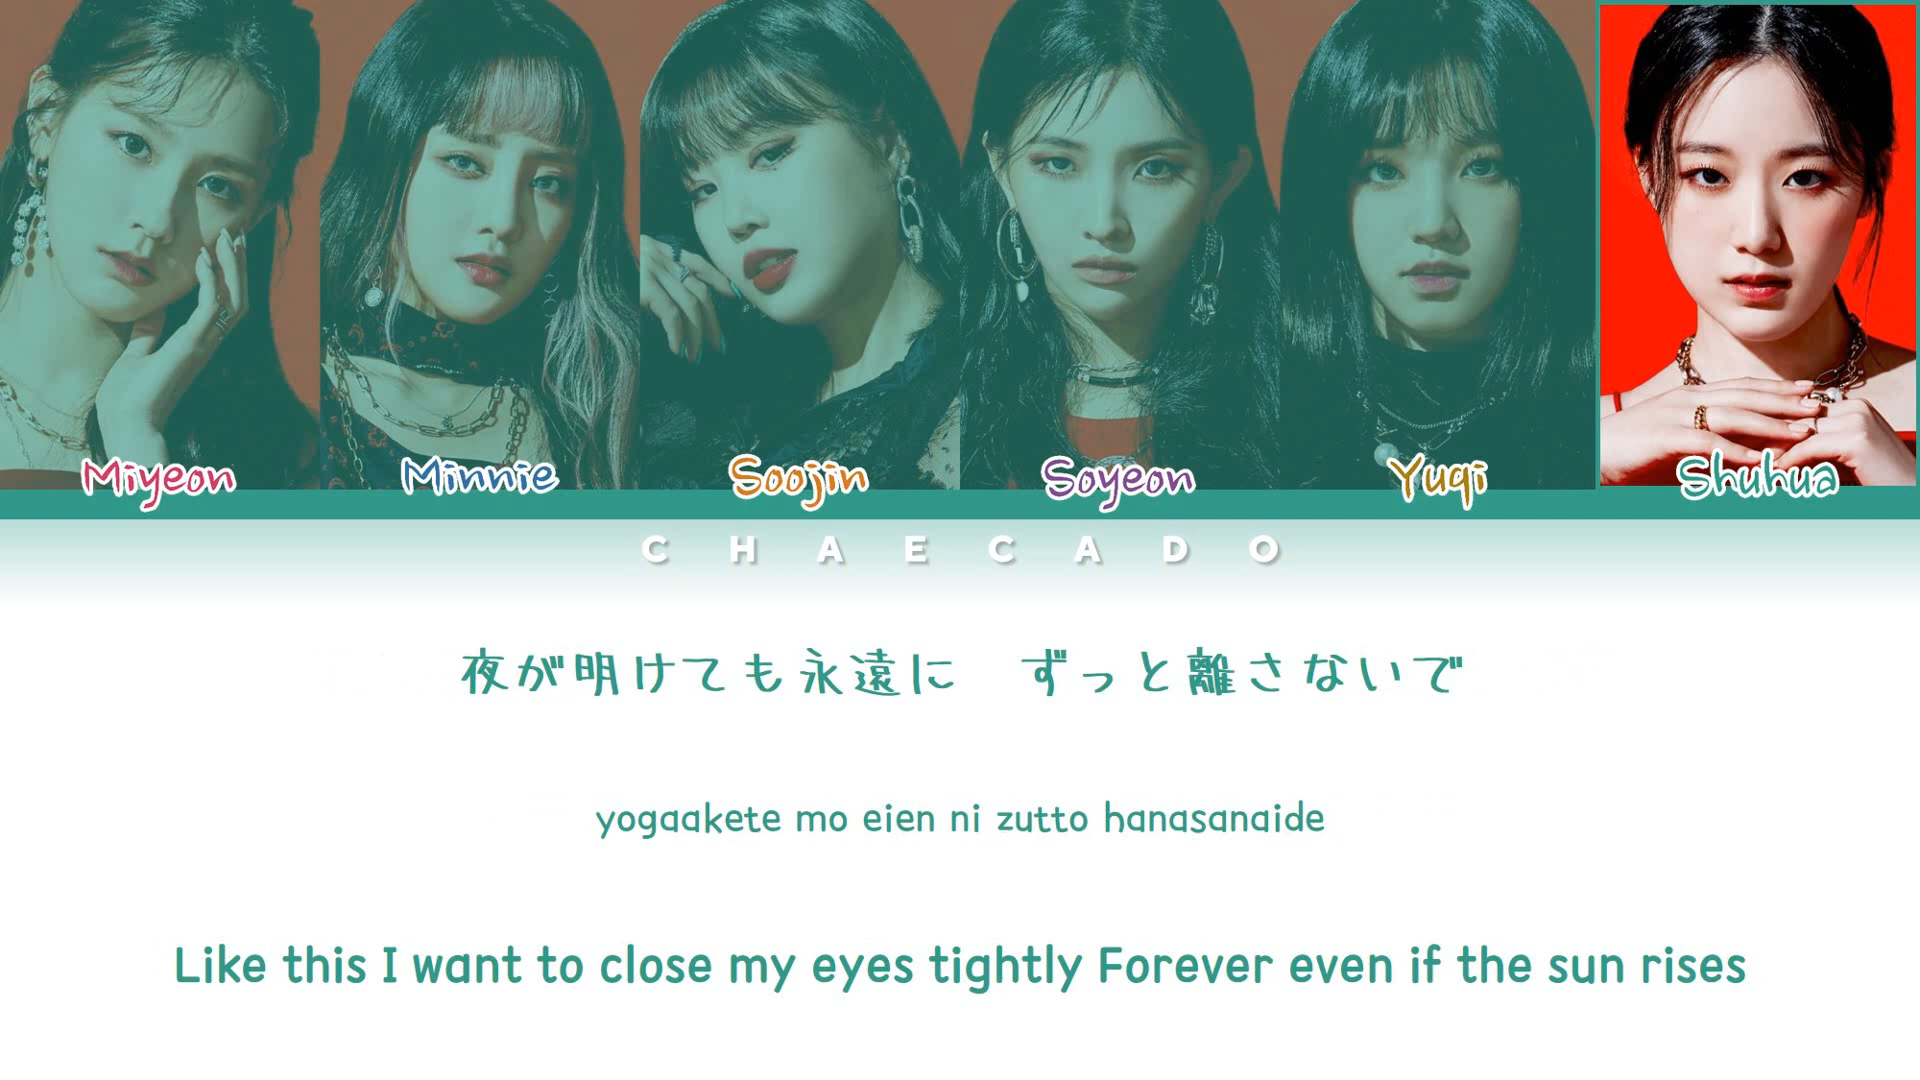 Miyeon Minnie Soojin Soyeon Yuqi Shuhua
CHAECADO
夜が明けても永遠に　ずっと離さないで
yogaakete mo eien ni zutto hanasanaide
Like this I want to close my eyes tightly Forever even if the sun rises